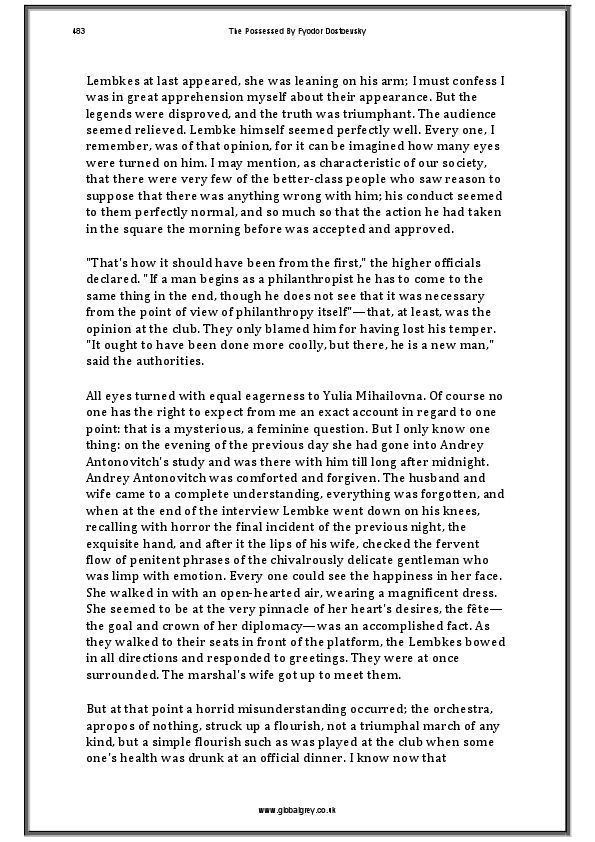 483
The Possessed By Fyodor Dostoevsky
Lembkes at last appeared, she was leaning on his arm; I must confess I
was in great apprehension myself about their appearance. But the
legends were disproved, and the truth was triumphant. The audience
seemed relieved. Lembke himself seemed perfectly well. Every one, I
remember, was of that opinion, for it can be imagined how many eyes
were turned on him. I may mention, as characteristic of our society,
that there were very few of the better-class people who saw reason to
suppose that there was anything wrong with him; his conduct seemed
to them perfectly normal, and so much so that the action he had taken
in the square the morning before was accepted and approved.
"That's how it should have been from the first," the higher officials
declared. "If a man begins as a philanthropist he has to come to the
same thing in the end, though he does not see that it was necessary
from the point of view of philanthropy itself"—that, at least, was the
opinion at the club. They only blamed him for having lost his temper.
"It ought to have been done more coolly, but there, he is a new man,"
said the authorities.
All eyes turned with equal eagerness to Yulia Mihailovna. Of course no
one has the right to expect from me an exact account in regard to one
point: that is a mysterious, a feminine question. But I only know one
thing: on the evening of the previous day she had gone into Andrey
Antonovitch's study and was there with him till long after midnight.
Andrey Antonovitch was comforted and forgiven. The husband and
wife came to a complete understanding, everything was forgotten, and
when at the end of the interview Lembke went down on his knees,
recalling with horror the final incident of the previous night, the
exquisite hand, and after it the lips of his wife, checked the fervent
flow of penitent phrases of the chivalrously delicate gentleman who
was limp with emotion. Every one could see the happiness in her face.
She walked in with an open-hearted air, wearing a magnificent dress.
She seemed to be at the very pinnacle of her heart's desires, the fête—
the goal and crown of her diplomacy—was an accomplished fact. As
they walked to their seats in front of the platform, the Lembkes bowed
in all directions and responded to greetings. They were at once
surrounded. The marshal's wife got up to meet them.
But at that point a horrid misunderstanding occurred; the orchestra,
apropos of nothing, struck up a flourish, not a triumphal march of any
kind, but a simple flourish such as was played at the club when some
one's health was drunk at an official dinner. I know now that
www.globalgrey.co.uk